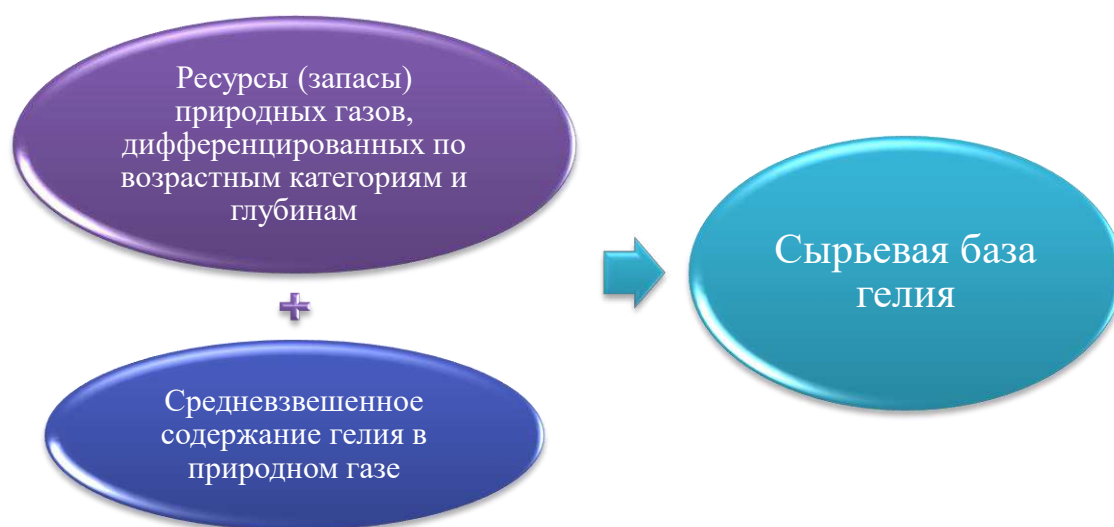 Ресурсы (запасы)
природных газов,
дифференцированных по
возрастным категориям и
глубинам
+
Средневзвешенное
содержание гелия в
природном газе
Сырьевая база
гелия